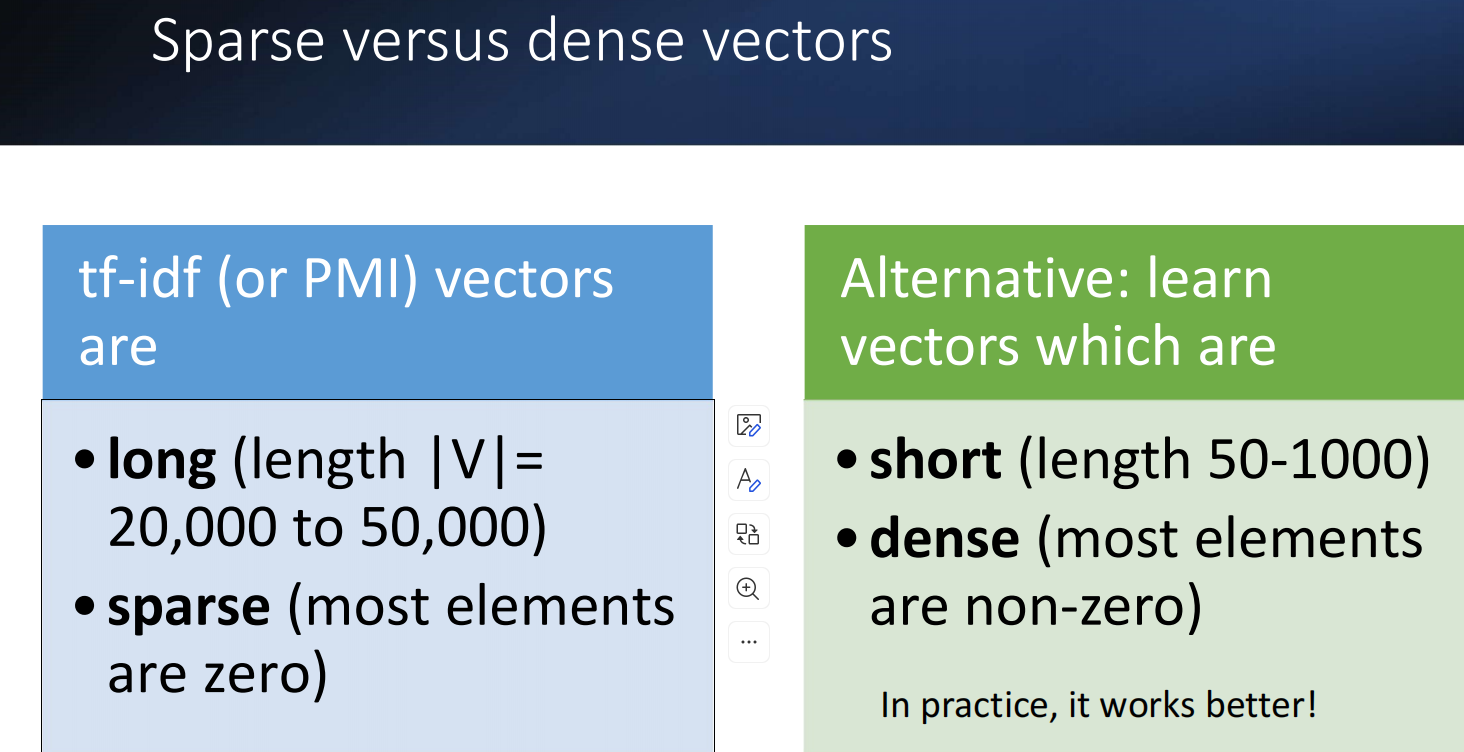 Sparse versus dense vectors
tf-idf (or PMI) vectors
are
• long (length |V|=
20,000 to 50,000)
• sparse (most elements
are zero)
Alternative: learn
vectors which are
• short (length 50-1000)
• dense (most elements
are non-zero)
In practice, it works better!